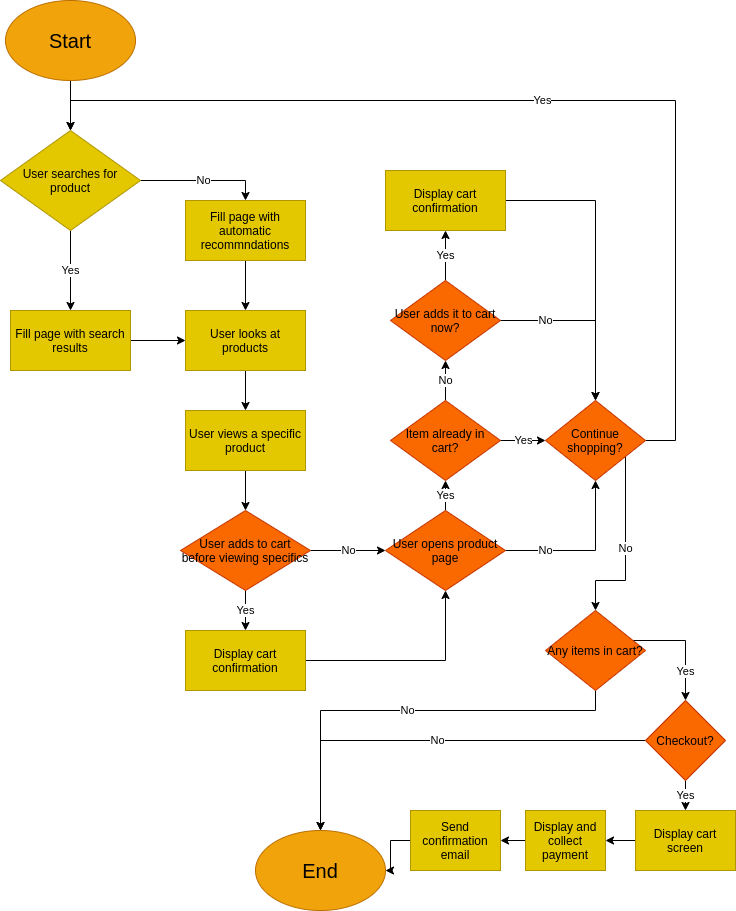 Start
Yes
User searches for
product
No
Fill page with
automatic
recommndations
Display cart
confirmation
Yes
Yes
User adds it to cart
now?
No
Fill page with search
results
User looks at
products
No
User views a specific
product
Item already in
cart?
Yes
Continue
shopping?
Yes
User adds to cart
before viewing specifics
No
User opens product
page
No
No
Yes
Display cart
confirmation
Any items in cart?
Yes
No
No
Checkout?
Yes
Send
confirmation
email
Display and
collect
payment
Display cart
screen
End